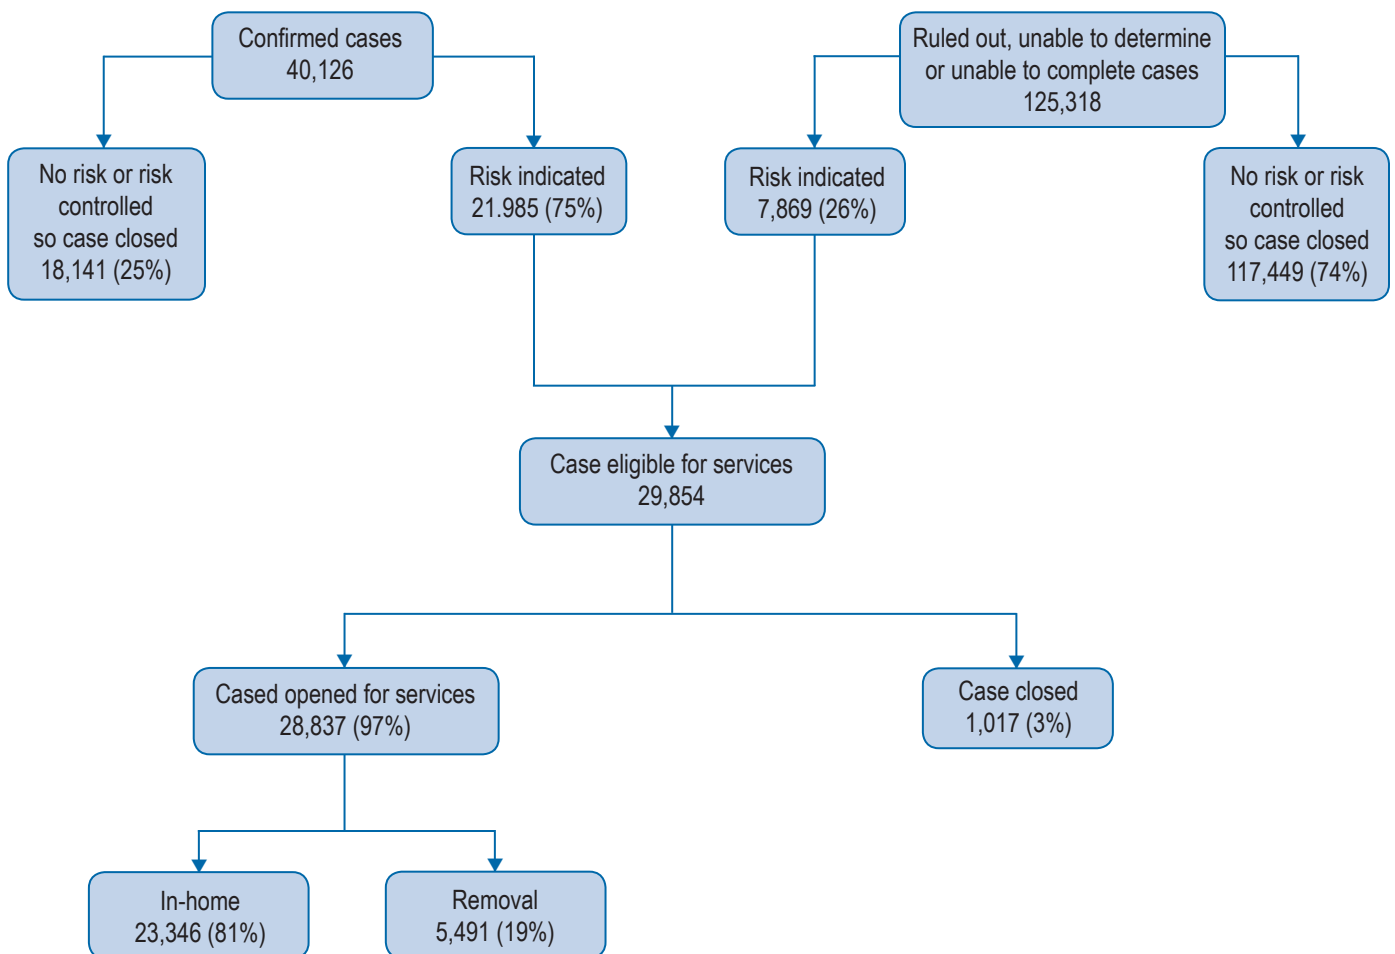 Confirmed cases
40,126
Ruled out, unable to determine
or unable to complete cases
125,318
No risk or risk
controlled
so case closed
18,141 (25%)
Risk indicated
21.985 (75%)
Risk indicated
7,869 (26%)
No risk or risk
controlled
so case closed
117,449 (74%)
Case eligible for services
29,854
Cased opened for services
28,837 (97%)
Case closed
1,017 (3%)
In-home
23,346 (81%)
Removal
5,491 (19%)